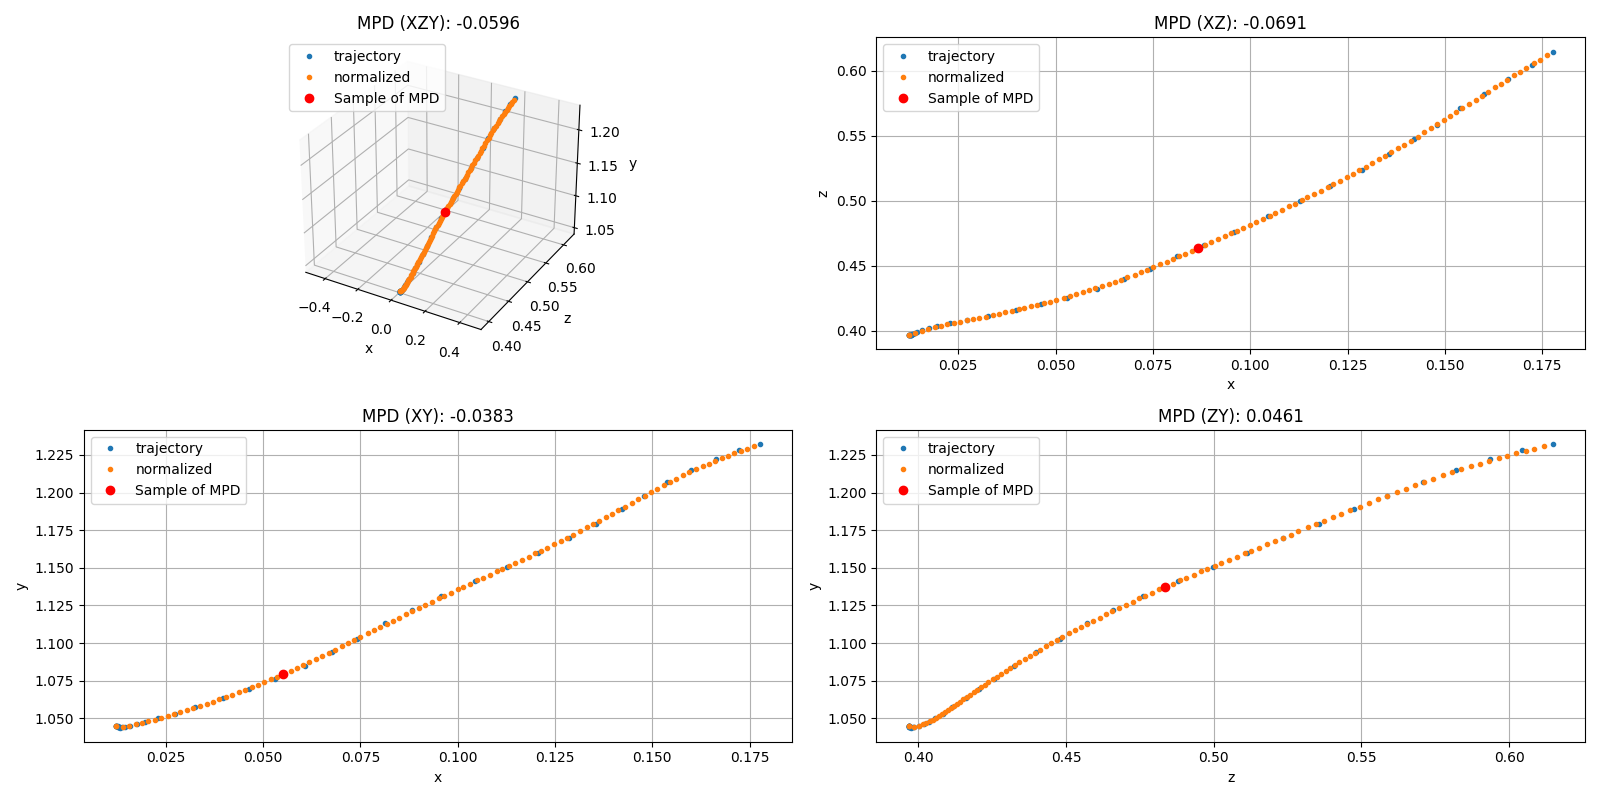 MPD (XZY): -0.0596
trajectory
normalized
Sample of MPD
1.20
1.15
1.10
1.05
y
0.60
0.55
0.50
0.45
0.40
z
−0.4
−0.2
0.0
0.2
0.4
x
MPD (XZ): -0.0691
trajectory
normalized
Sample of MPD
0.60
0.55
0.50
0.45
0.40
z
0.025 0.050 0.075 0.100 0.125 0.150 0.175
x
MPD (XY): -0.0383
trajectory
normalized
Sample of MPD
1.225
1.200
1.175
1.150
1.125
1.100
1.075
1.050
y
0.025 0.050 0.075 0.100 0.125 0.150 0.175
x
MPD (ZY): 0.0461
trajectory
normalized
Sample of MPD
1.225
1.200
1.175
1.150
1.125
1.100
1.075
1.050
y
0.40 0.45 0.50 0.55 0.60
z